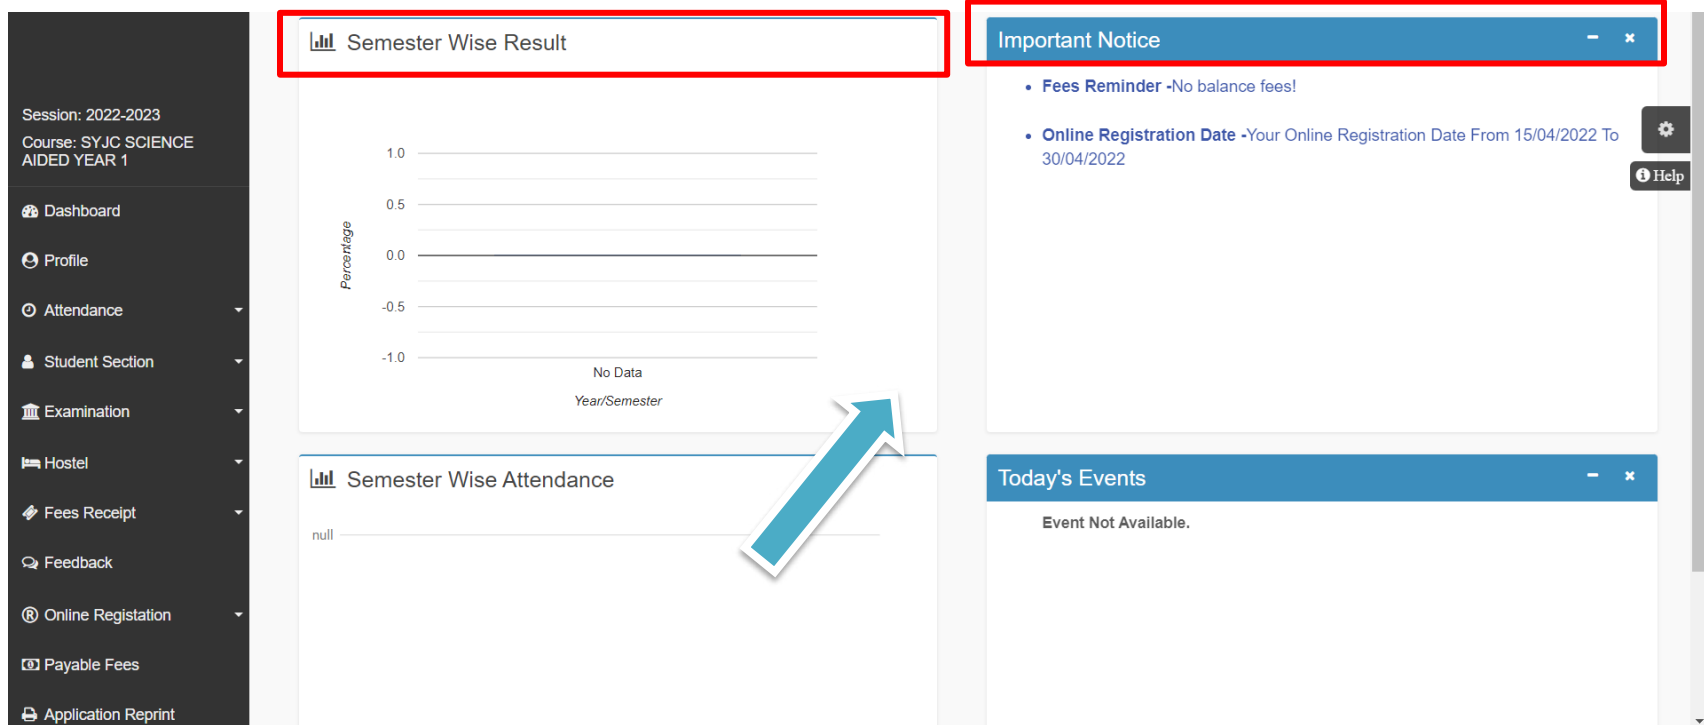 Session: 2022-2023
Course: SYJC SCIENCE
AIDED YEAR 1
Dashboard
Profile
Attendance
Student Section
Examination
Hostel
Fees Receipt
Feedback
Online Registation
Payable Fees
Application Reprint
Semester Wise Result
1.0
0.5
0.0
-0.5
-1.0
Percentage
No Data
Year/Semester
Semester Wise Attendance
null
Important Notice
Fees Reminder -No balance fees!
Online Registration Date -Your Online Registration Date From 15/04/2022 To
30/04/2022
Help
Today's Events
Event Not Available.